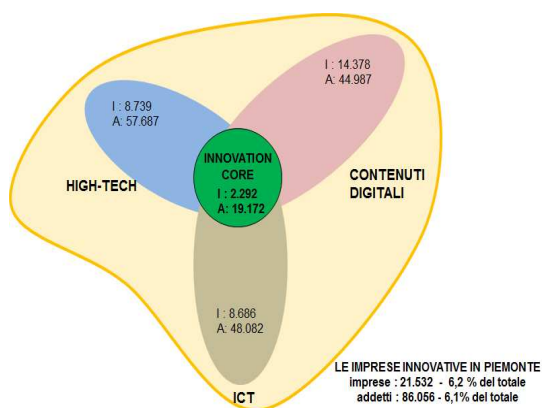 I : 14.378
A: 44.987
I : 8.739
A: 57.687
INNOVATION
CORE
I : 2.292
A: 19.172
HIGH-TECH
CONTENUTI
DIGITALI
I : 8.686
A: 48.082
ICT
LE IMPRESE INNOVATIVE IN PIEMONTE
imprese : 21.532 - 6,2 % del totale
addetti : 86.056 - 6,1% del totale